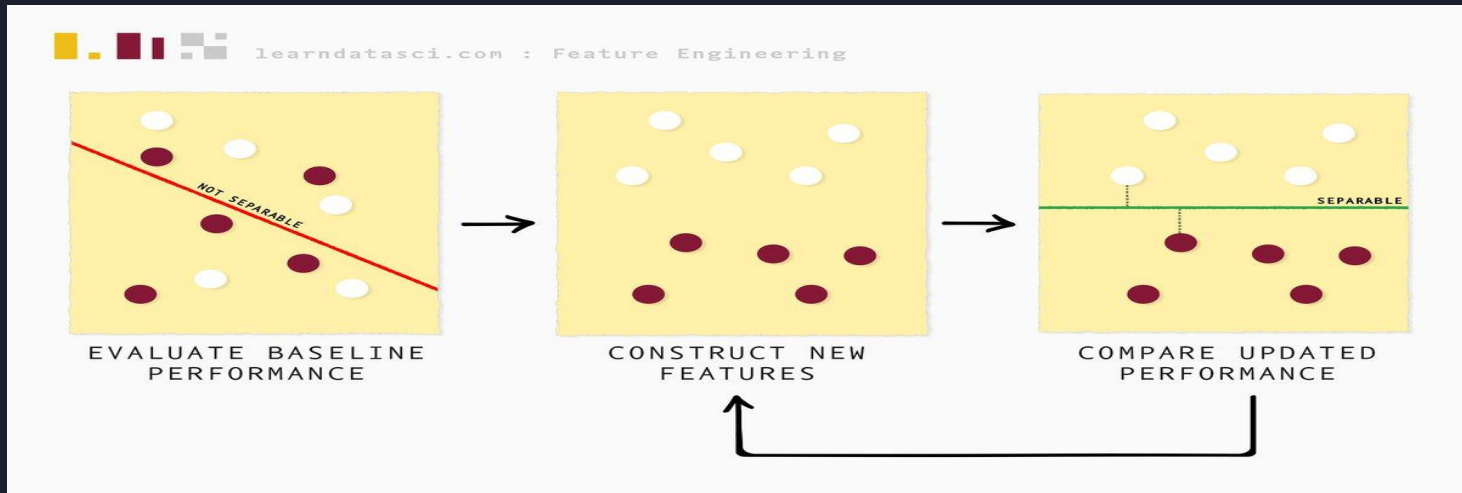 learndatasci.com : Feature Engineering
NOT SEPARABLE
SEPARABLE
EVALUATE BASELINE
PERFORMANCE
CONSTRUCT NEW
FEATURES
COMPARE UPDATED
PERFORMANCE